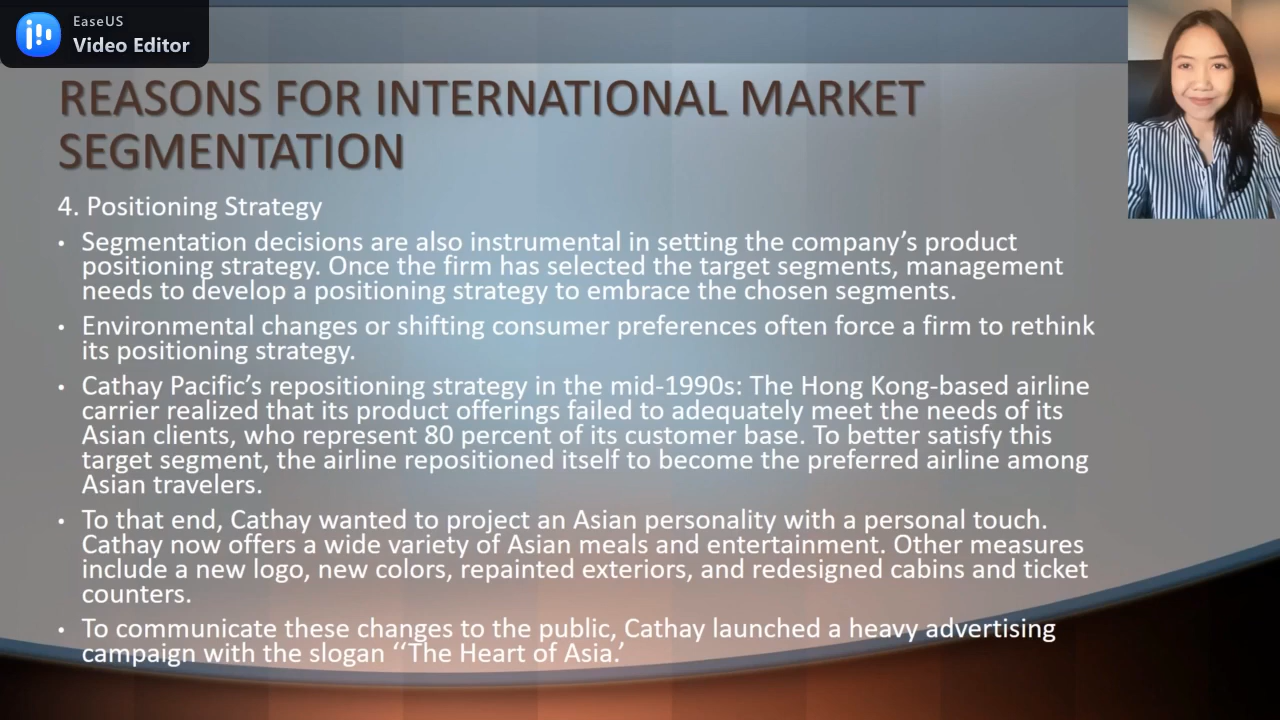 EaseUS
Video Editor
REASONS FOR INTERNATIONAL MARKET
SEGMENTATION
4. Positioning Strategy
• Segmentation decisions are also instrumental in setting the company’s product
positioning strategy. Once the firm has selected the target segments, management
needs to develop a positioning strategy to embrace the chosen segments.
• Environmental changes or shifting consumer preferences often force a firm to rethink
its positioning strategy.
• Cathay Pacific’s repositioning strategy in the mid-1990s: The Hong Kong-based airline
carrier realized that its product offerings failed to adequately meet the needs of its
Asian clients, who represent 80 percent of its customer base. To better satisfy this
target segment, the airline repositioned itself to become the preferred airline among
Asian travelers.
• To that end, Cathay wanted to project an Asian personality with a personal touch.
Cathay now offers a wide variety of Asian meals and entertainment. Other measures
include a new logo, new colors, repainted exteriors, and redesigned cabins and ticket
counters.
• To communicate these changes to the public, Cathay launched a heavy advertising
campaign with the slogan ‘‘The Heart of Asia.’